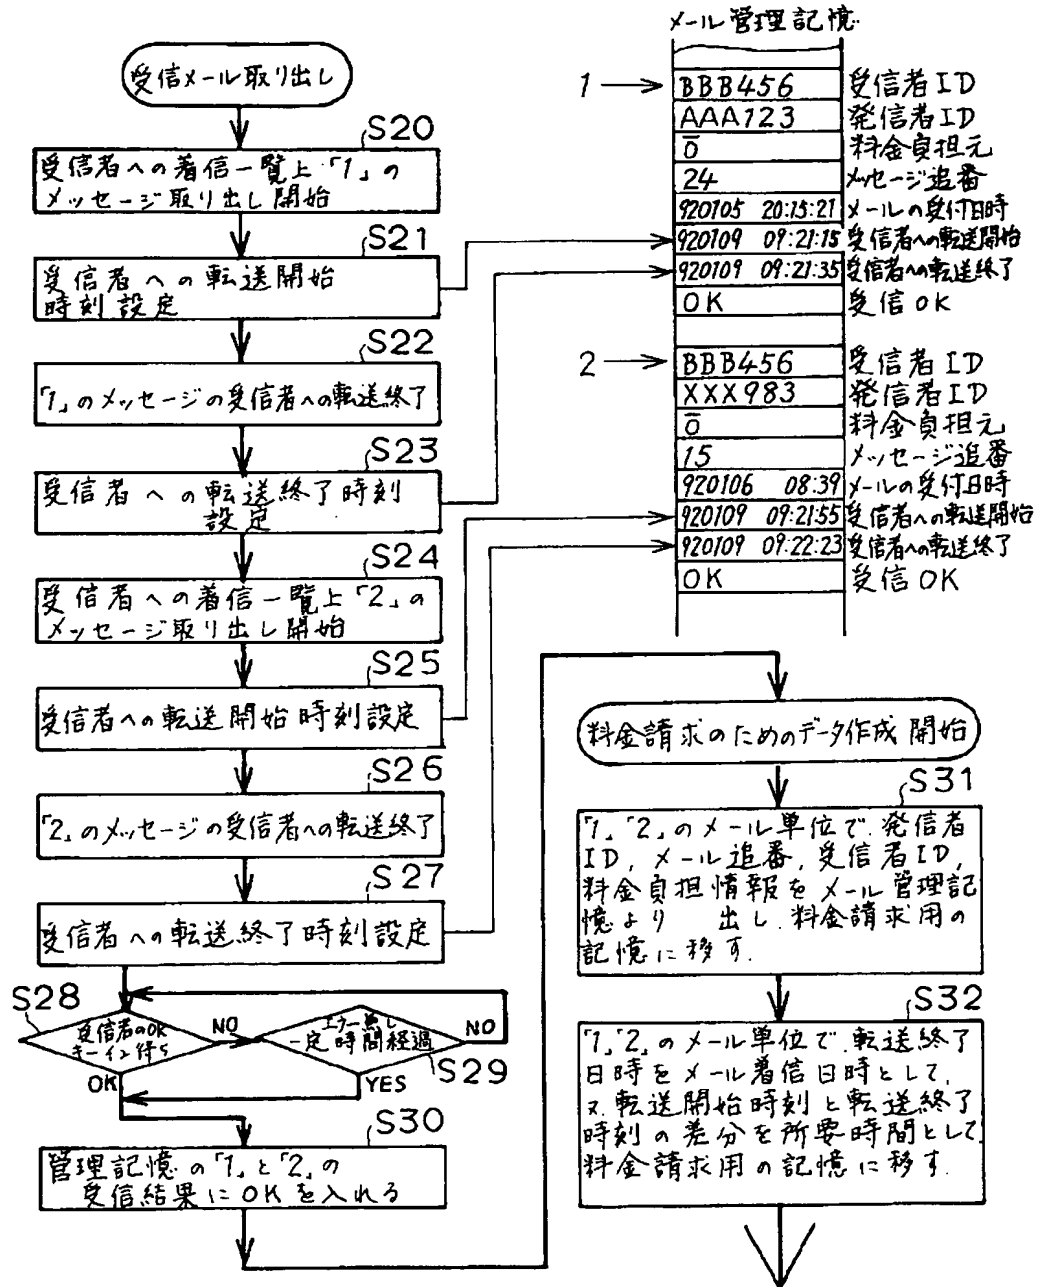 メール管理記憶
1
BBB456 受信者ID
AAA123 発信者ID
0 料金負担元
24 メッセージ追番
920105 20:15:21 メールの受付日時
920109 09:21:15 受信者への転送開始
920109 09:21:35 受信者への転送終了
OK 受信OK
2
BBB456 受信者ID
XXX983 発信者ID
0 料金負担元
15 メッセージ追番
920106 08:39 メールの受付日時
920109 09:21:55 受信者への転送開始
920109 09:22:23 受信者への転送終了
OK 受信OK
受信メール取り出し
S20
受信者への着信一覧上「1」の
メッセージ取り出し開始
S21
受信者への転送開始
時刻設定
S22
「1」のメッセージの受信者への転送終了
S23
受信者への転送終了時刻
設定
S24
受信者への着信一覧上「2」の
メッセージ取り出し開始
S25
受信者への転送開始時刻設定
S26
「2」のメッセージの受信者への転送終了
S27
受信者への転送終了時刻設定
S28
受信者のOK
キーイン待ち
NO
OK
エラー無し
一定時間経過
NO
S29
YES
S30
管理記憶の「1」と「2」の
受信結果にOKを入れる
料金請求のためのデータ作成開始
S31
「1」「2」のメール単位で、発信者
ID、メール追番、受信者ID、
料金負担情報をメール管理記
憶より 出し、料金請求用の
記憶に移す。
S32
「1」「2」のメール単位で、転送終了
日時をメール着信日時として、
又、転送開始時刻と転送終了
時刻の差分を所要時間として、
料金請求用の記憶に移す。